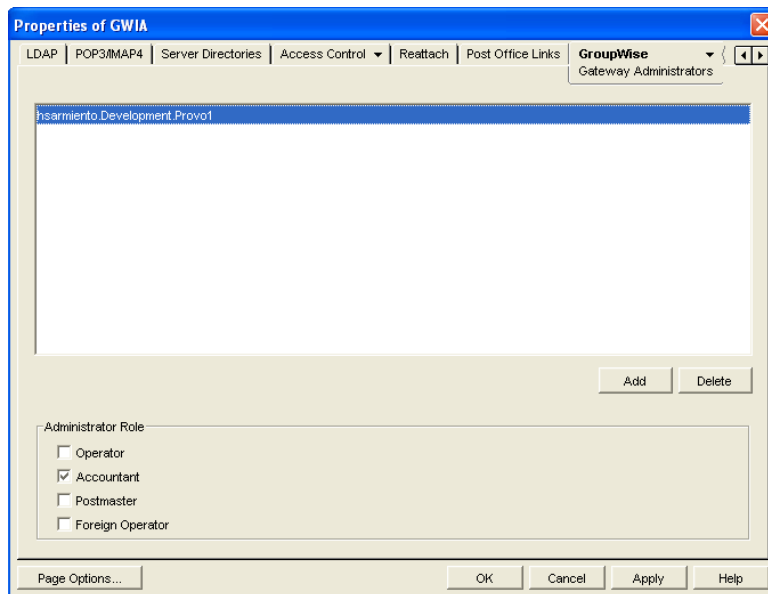 Properties of GWIA
LDAP POP3/IMAP4 Server Directories Access Control Reattach Post Office Links GroupWise
Gateway Administrators
hsarmiento.Development.Provo1
Add Delete
Administrator Role
Operator
Accountant
Postmaster
Foreign Operator
Page Options... OK Cancel Apply Help